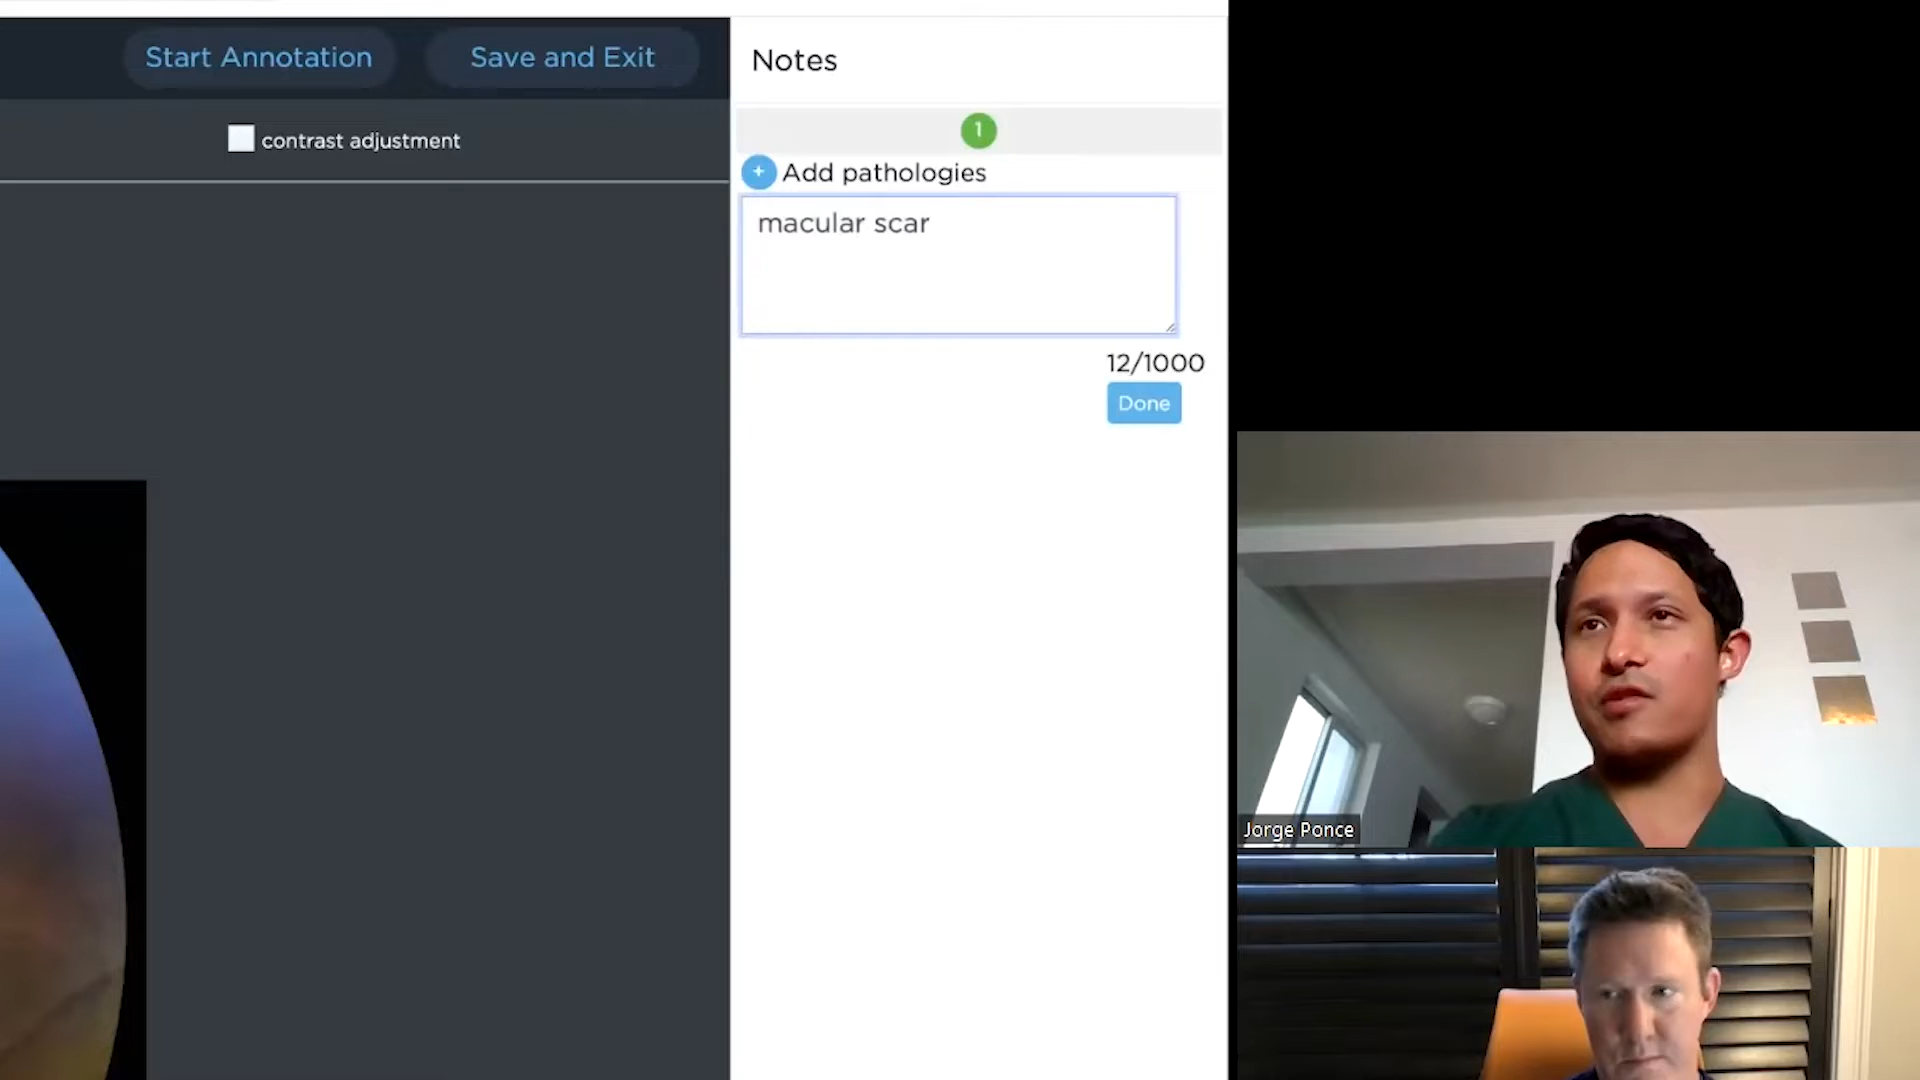 Start Annotation
Save and Exit
Notes
contrast adjustment
1
+ Add pathologies
macular scar
12/1000
Done
Jorge Ponce